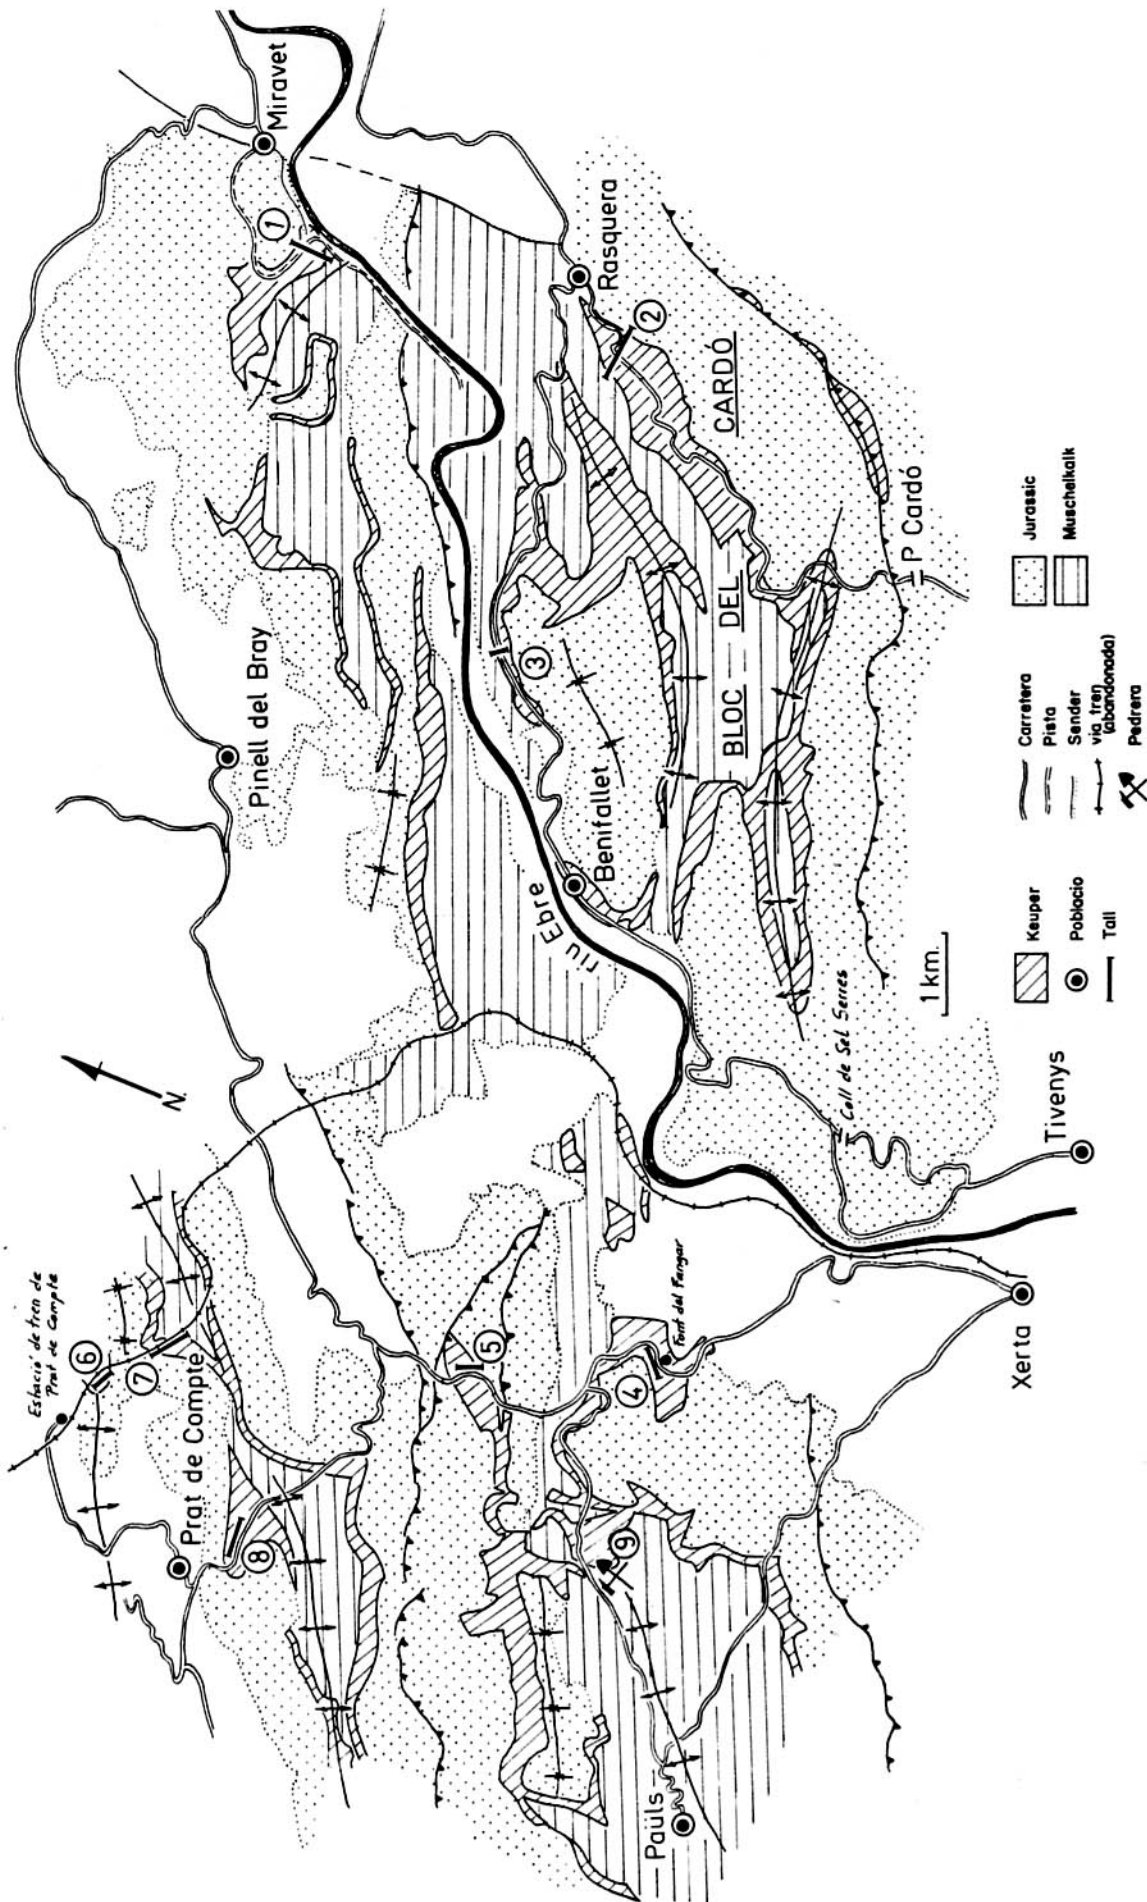 Miravet
1
Rasquera
2
CARDÓ
P Cardó
Pinell del Bray
3
DEL
BLOC
Benifallet
riu Ebre
1 km.
N.
Coll de Sel Serres
Tivenys
Estació de tren de
Prat de Compte
6
7
Prat de Compte
8
5
4
Font del Fangar
Xerta
9
Paüls
Keuper
Població
Tall
Carretera
Pista
Sender
via tren
(abandonada)
Pedrera
Jurassic
Muschelkalk